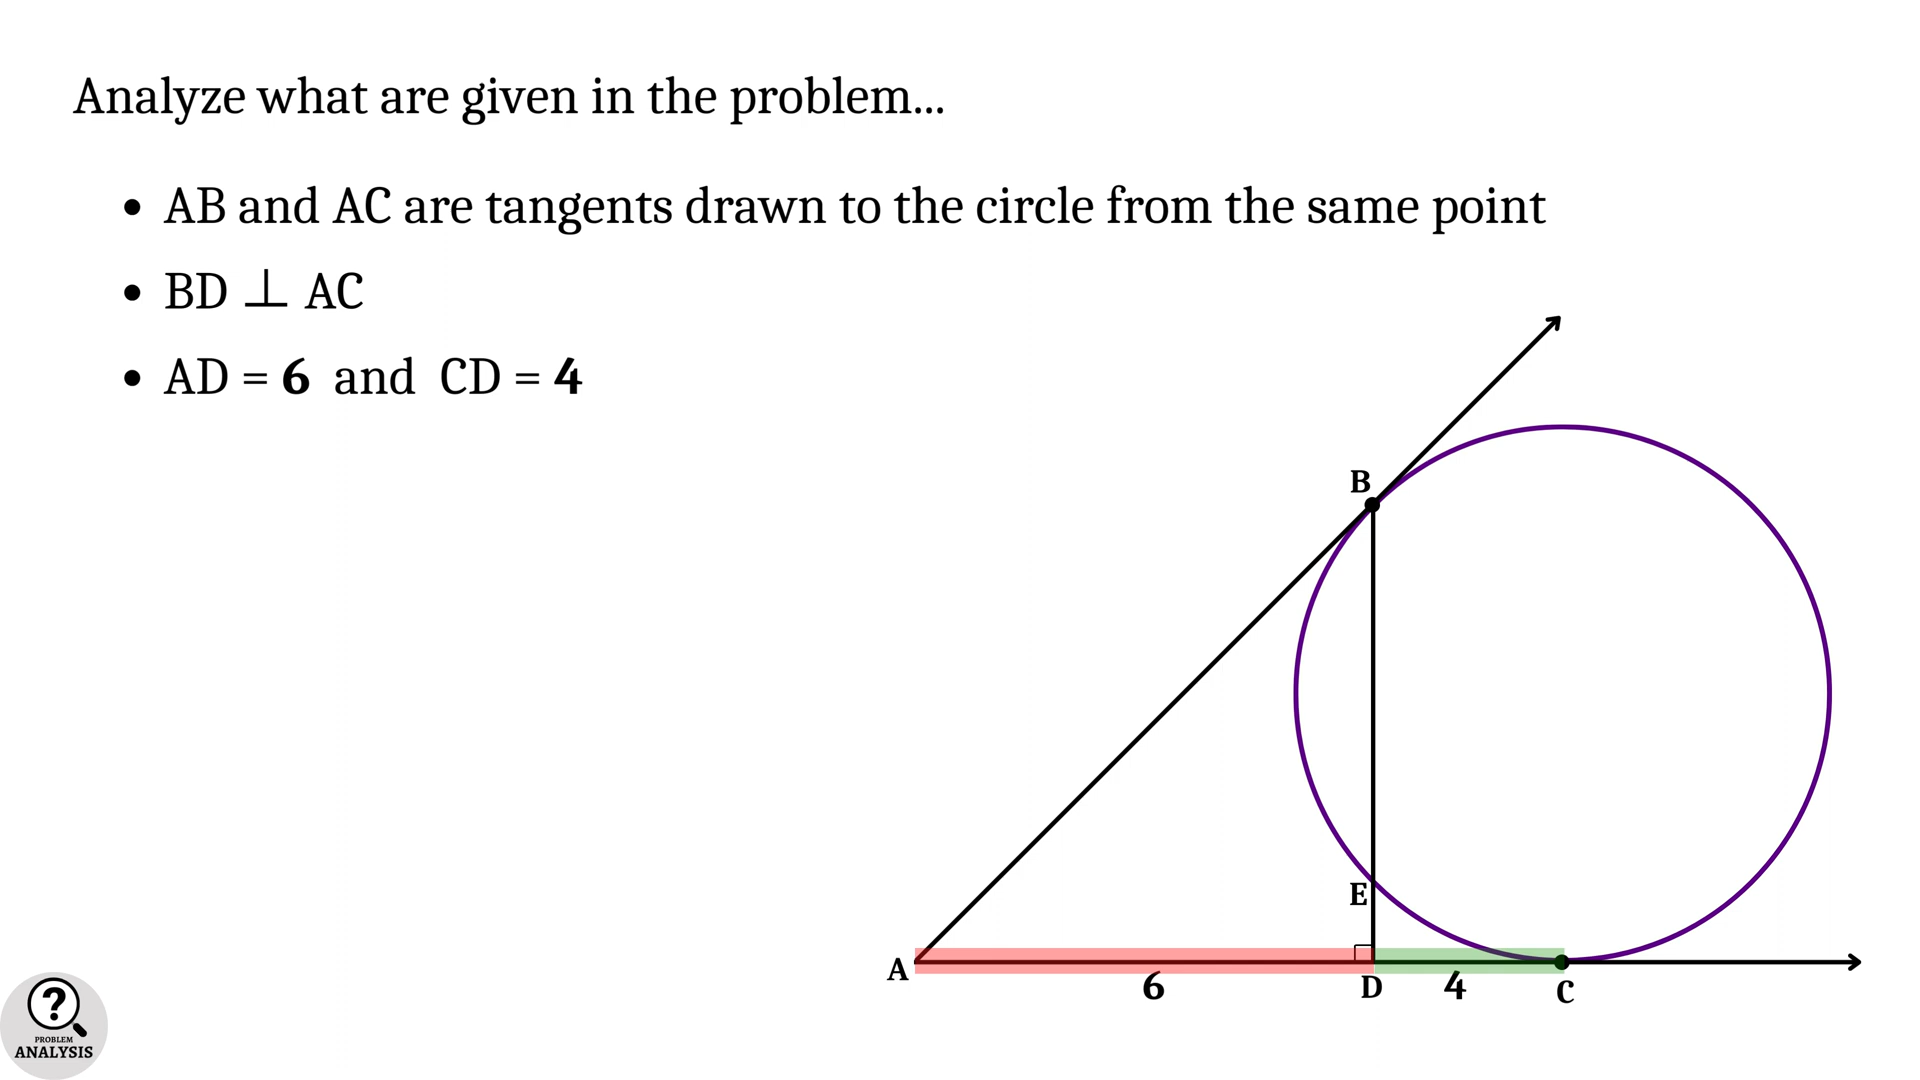 Analyze what are given in the problem...
• AB and AC are tangents drawn to the circle from the same point
• BD ⊥ AC
• AD = 6 and CD = 4
B
E
A
6
D
4
C
?
PROBLEM
ANALYSIS